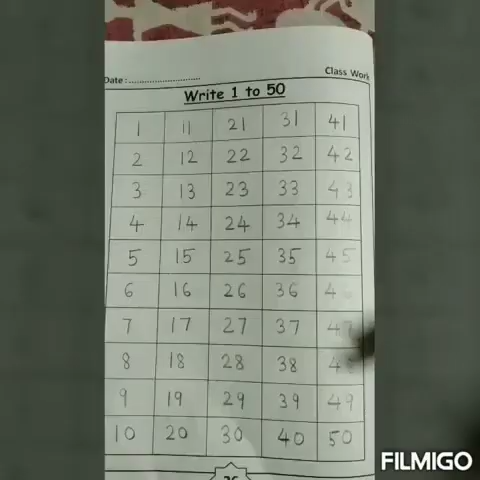 Date : ............................
Class Work
Write 1 to 50
1 11 21 31 41
2 12 22 32 42
3 13 23 33 43
4 14 24 34 44
5 15 25 35 45
6 16 26 36 4
7 17 27 37 47
8 18 28 38 4
9 19 29 39 49
10 20 30 40 50
FILMIGO